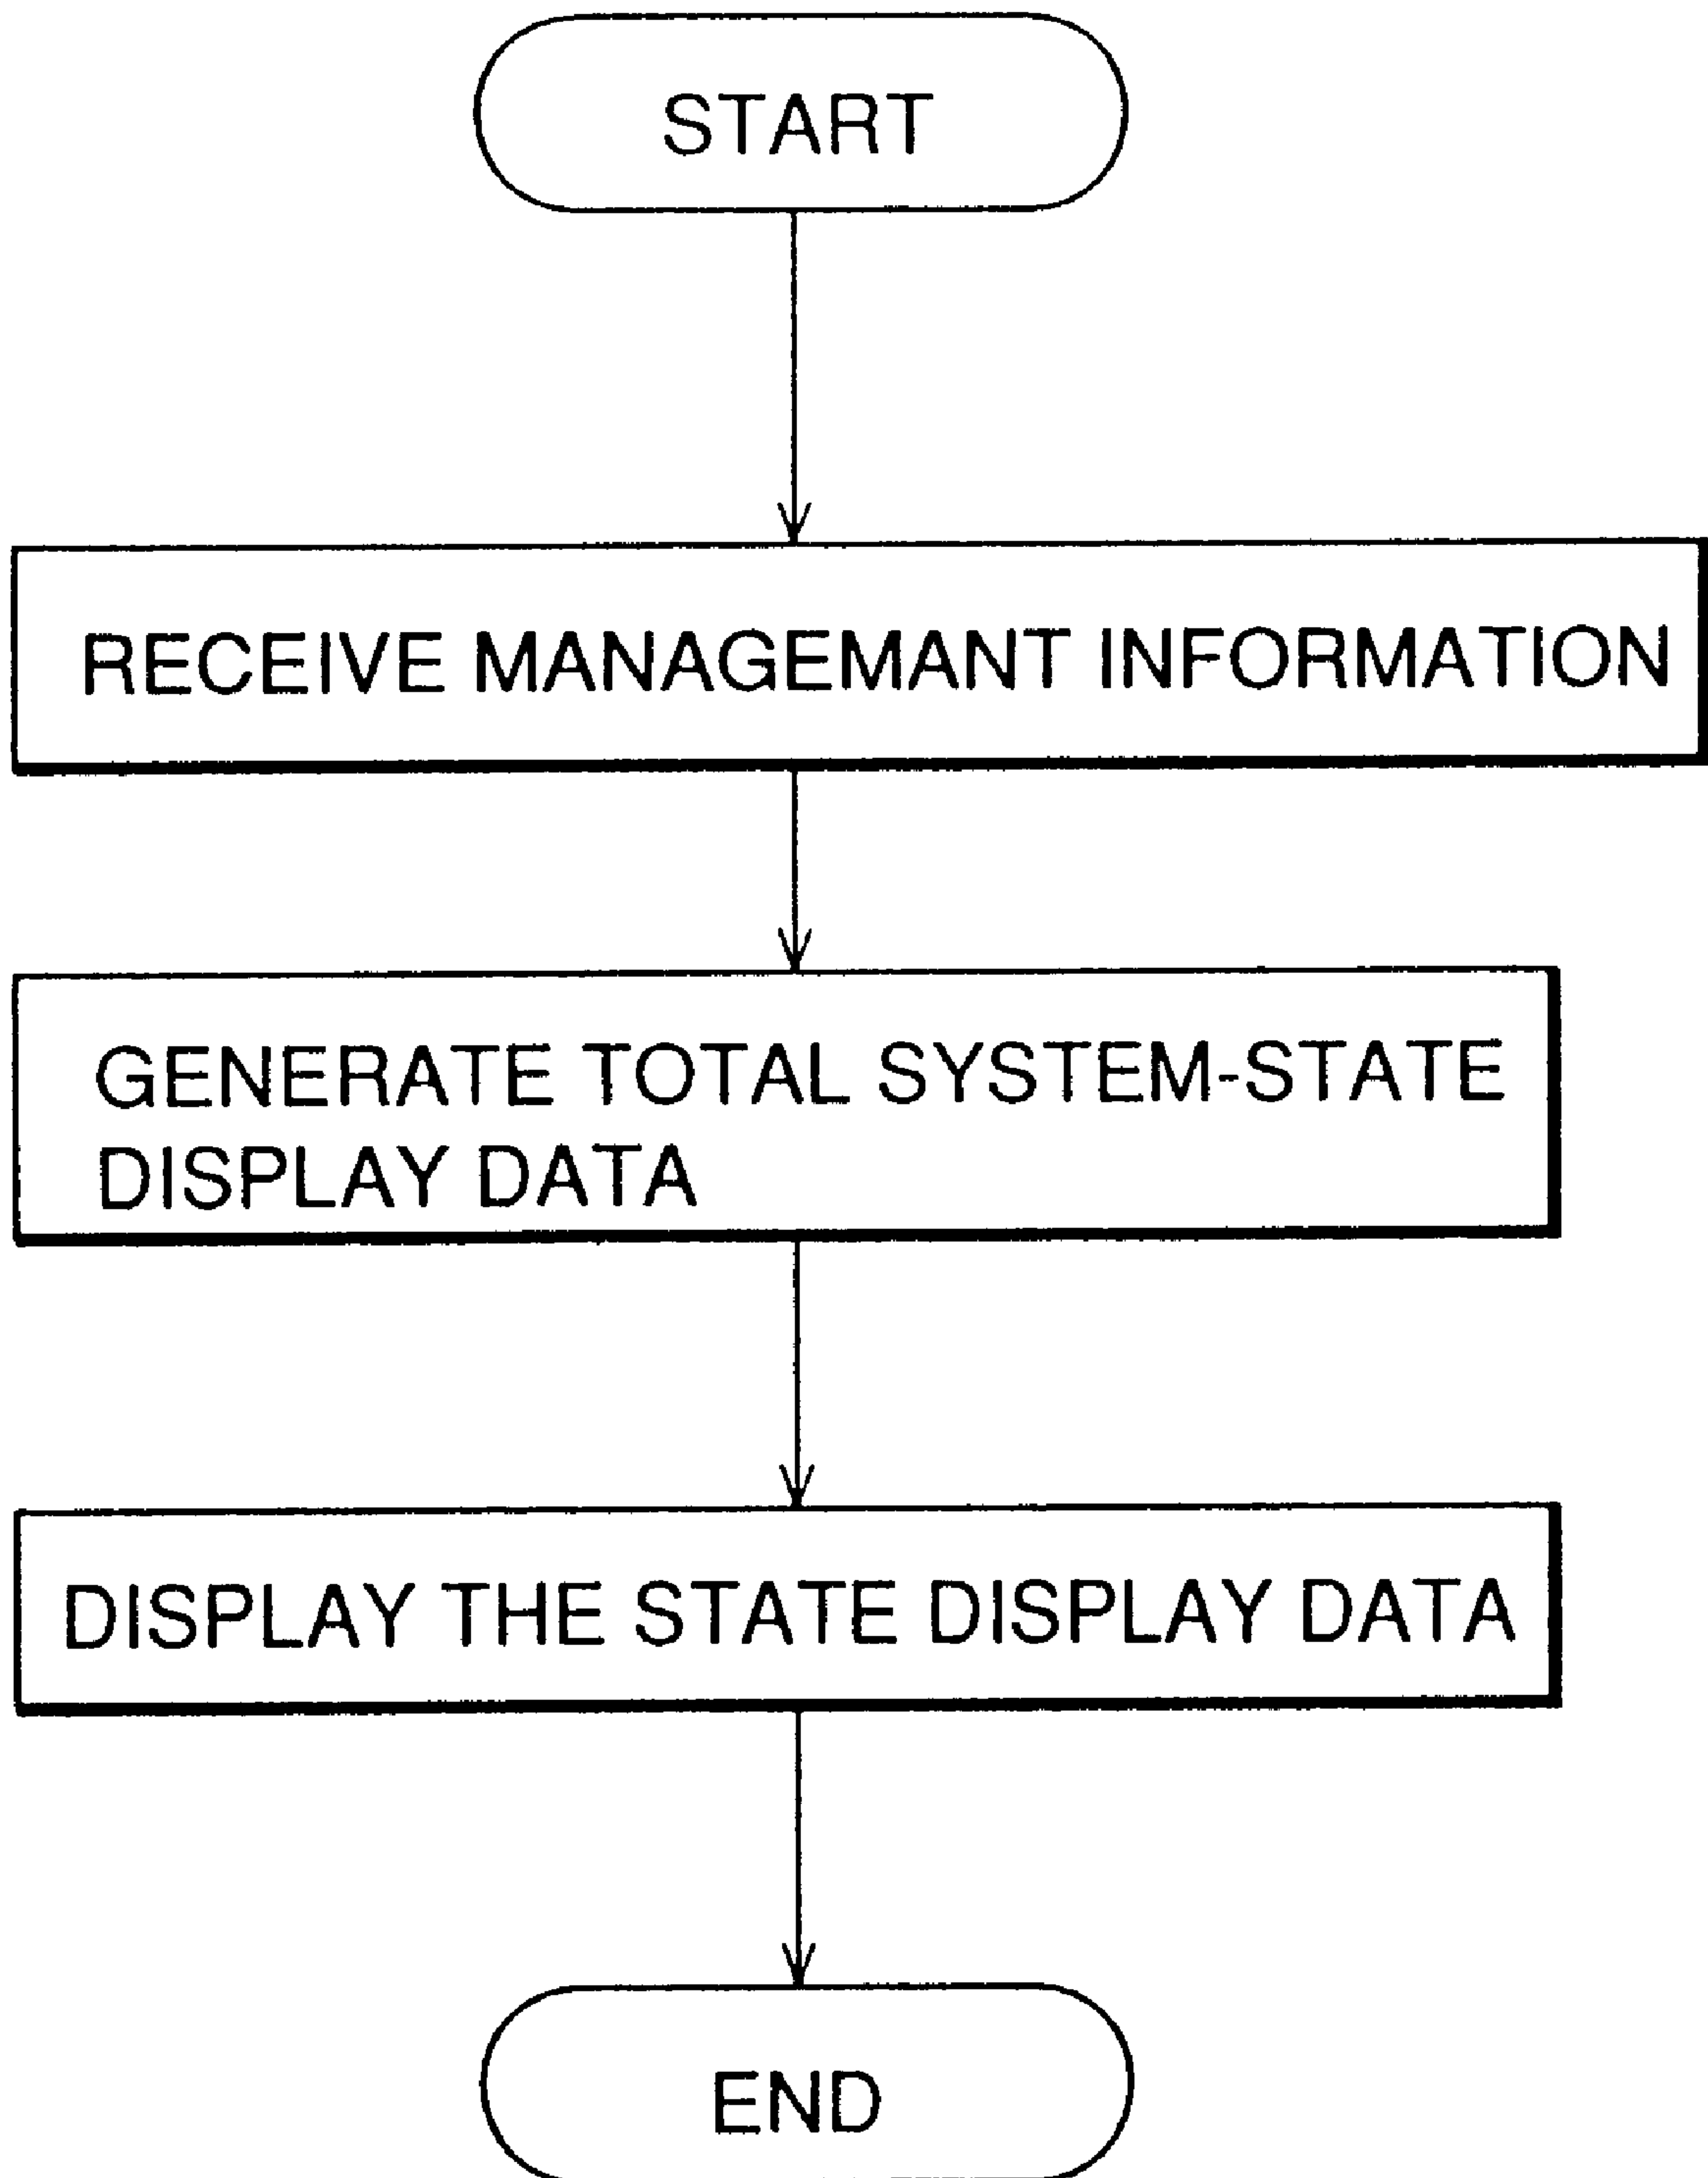 START
RECEIVE MANAGEMANT INFORMATION
GENERATE TOTAL SYSTEM-STATE
DISPLAY DATA
DISPLAY THE STATE DISPLAY DATA
END